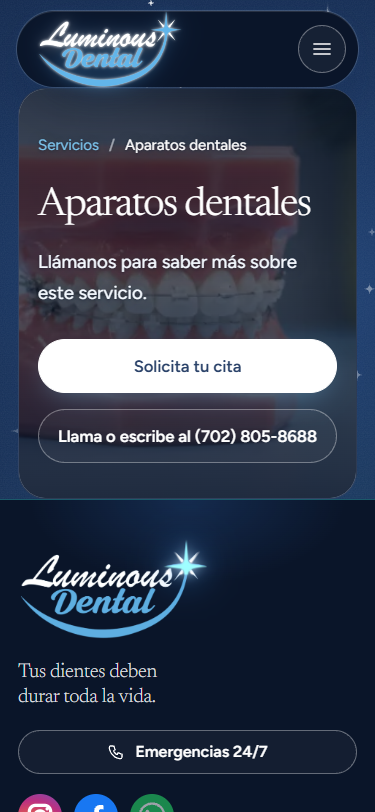 Luminous
Dental
Servicios / Aparatos dentales
Aparatos dentales
Llámanos para saber más sobre
este servicio.
Solicita tu cita
Llama o escribe al (702) 805-8688
Luminous
Dental
Tus dientes deben
durar toda la vida.
Emergencias 24/7